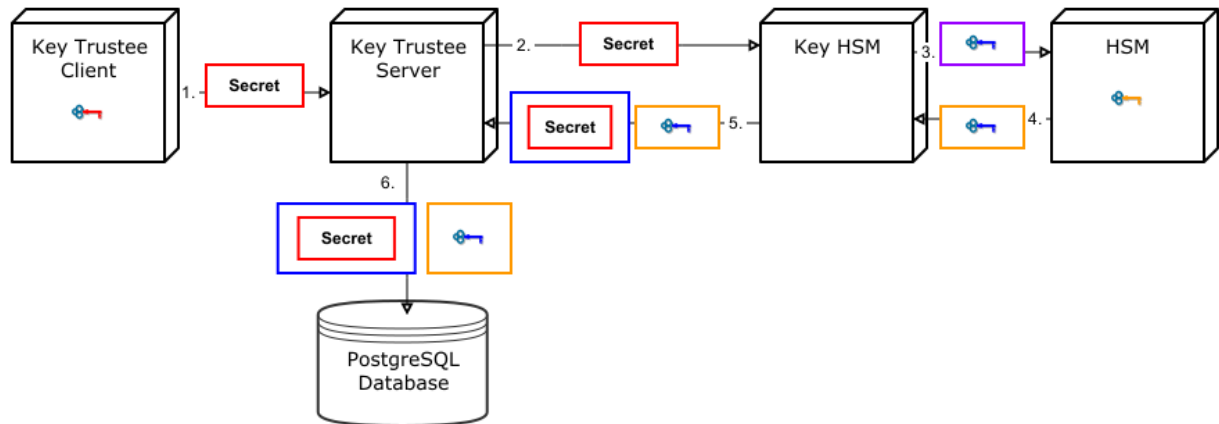 Key Trustee
Client
1.
Secret
Key Trustee
Server
2.
Secret
Key HSM
3.
HSM
4.
5.
Secret
6.
Secret
PostgreSQL
Database